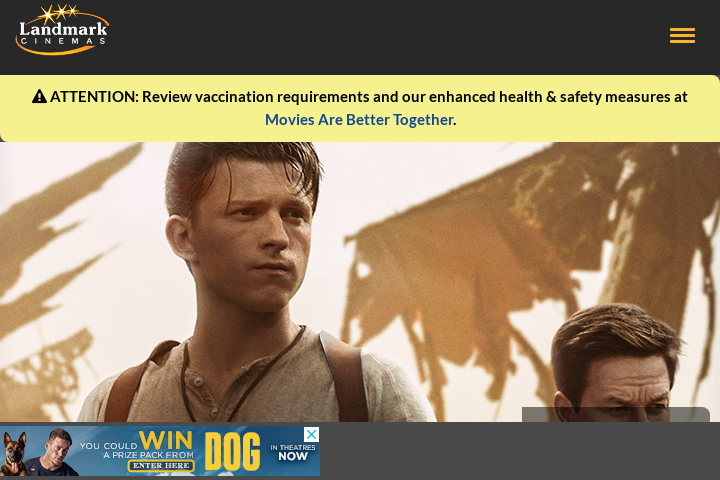 Landmark
CINEMAS
ATTENTION: Review vaccination requirements and our enhanced health & safety measures at
Movies Are Better Together.
YOU COULD WIN
A PRIZE PACK FROM
ENTER HERE
DOG
IN THEATRES
NOW